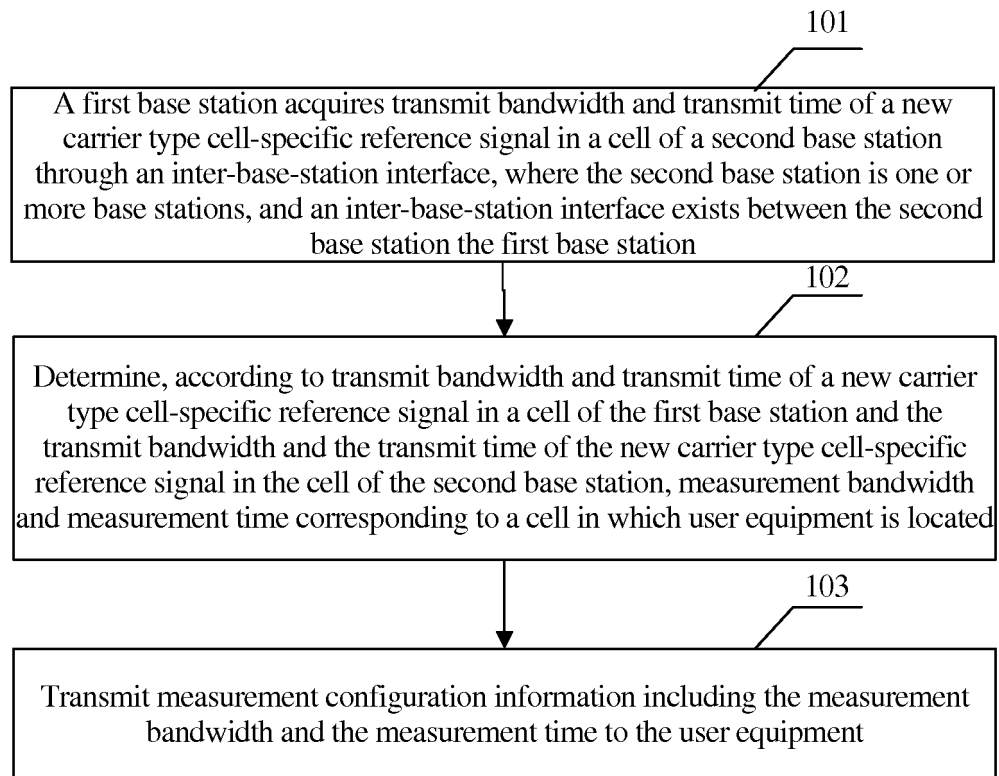 101
A first base station acquires transmit bandwidth and transmit time of a new
carrier type cell-specific reference signal in a cell of a second base station
through an inter-base-station interface, where the second base station is one or
more base stations, and an inter-base-station interface exists between the second
base station the first base station
102
Determine, according to transmit bandwidth and transmit time of a new carrier
type cell-specific reference signal in a cell of the first base station and the
transmit bandwidth and the transmit time of the new carrier type cell-specific
reference signal in the cell of the second base station, measurement bandwidth
and measurement time corresponding to a cell in which user equipment is located
103
Transmit measurement configuration information including the measurement
bandwidth and the measurement time to the user equipment